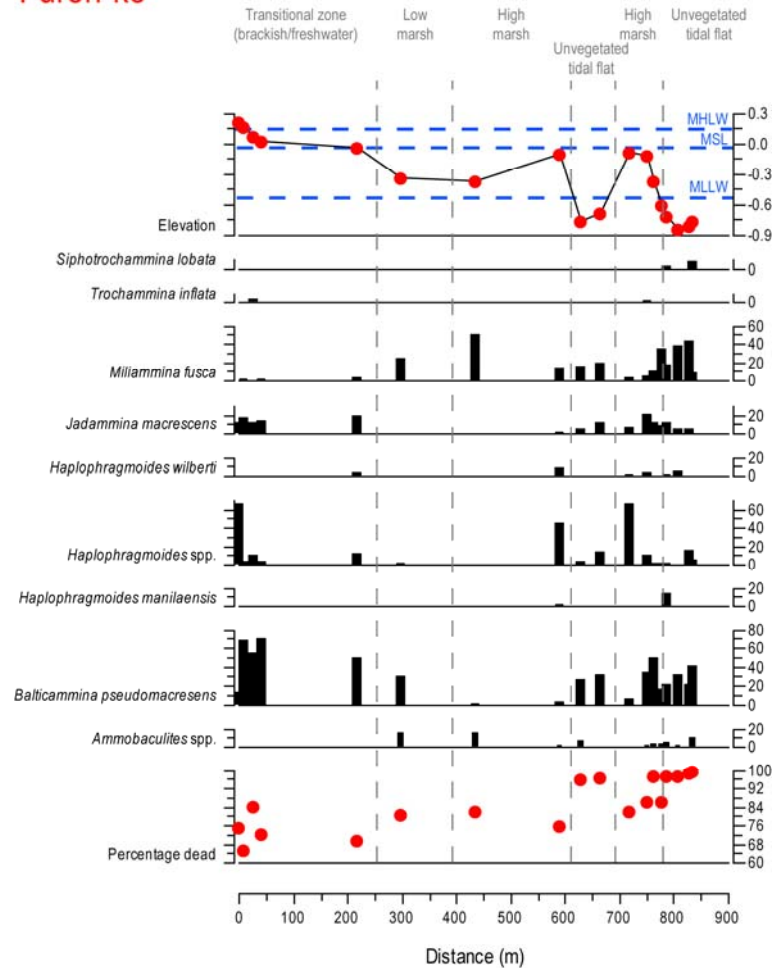 Transitional zone
(brackish/freshwater)
Low
marsh
High
marsh
Unvegetated
tidal flat
High
marsh
Unvegetated
tidal flat
MHLW
MSL
MLLW
0.3
0.0
-0.3
-0.6
-0.9
Elevation
Siphotrochammina lobata
0
Trochammina inflata
0
60
40
20
0
Miliammina fusca
20
0
Jadammina macrescens
20
0
Haplophragmoides wilberti
60
40
20
0
Haplophragmoides spp.
20
0
Haplophragmoides manilaensis
80
60
40
20
0
Balticammina pseudomacresens
20
0
Ammobaculites spp.
100
92
84
76
68
60
Percentage dead
0 100 200 300 400 500 600 700 800 900
Distance (m)